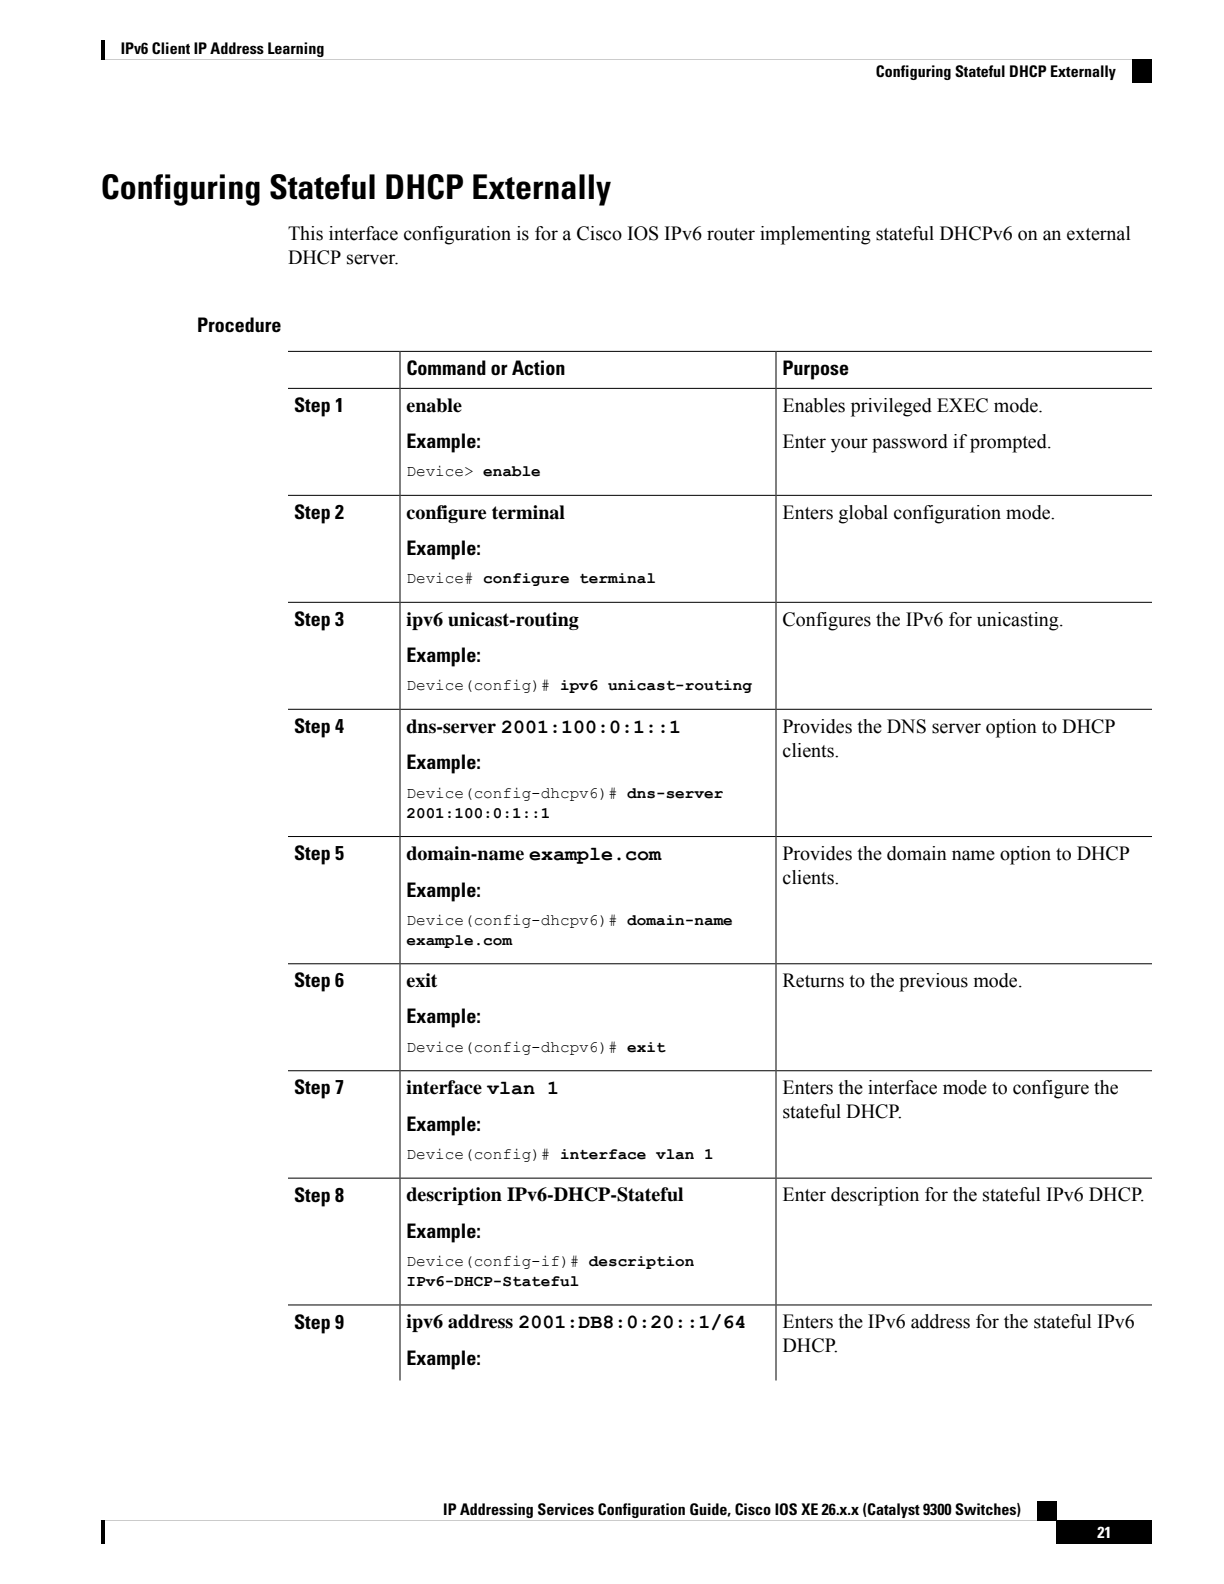 IPv6 Client IP Address Learning
Configuring Stateful DHCP Externally
Configuring Stateful DHCP Externally
This interface configuration is for a Cisco IOS IPv6 router implementing stateful DHCPv6 on an external
DHCP server.
Procedure
Command or Action
Purpose
Step 1
enable
Example:
Device> enable
Enables privileged EXEC mode.
Enter your password if prompted.
Step 2
configure terminal
Example:
Device# configure terminal
Enters global configuration mode.
Step 3
ipv6 unicast-routing
Example:
Device(config)# ipv6 unicast-routing
Configures the IPv6 for unicasting.
Step 4
dns-server 2001:100:0:1::1
Example:
Device(config-dhcpv6)# dns-server
2001:100:0:1::1
Provides the DNS server option to DHCP
clients.
Step 5
domain-name example.com
Example:
Device(config-dhcpv6)# domain-name
example.com
Provides the domain name option to DHCP
clients.
Step 6
exit
Example:
Device(config-dhcpv6)# exit
Returns to the previous mode.
Step 7
interface vlan 1
Example:
Device(config)# interface vlan 1
Enters the interface mode to configure the
stateful DHCP.
Step 8
description IPv6-DHCP-Stateful
Example:
Device(config-if)# description
IPv6-DHCP-Stateful
Enter description for the stateful IPv6 DHCP.
Step 9
ipv6 address 2001:DB8:0:20::1/64
Example:
Enters the IPv6 address for the stateful IPv6
DHCP.
IP Addressing Services Configuration Guide, Cisco IOS XE 26.x.x (Catalyst 9300 Switches)
21